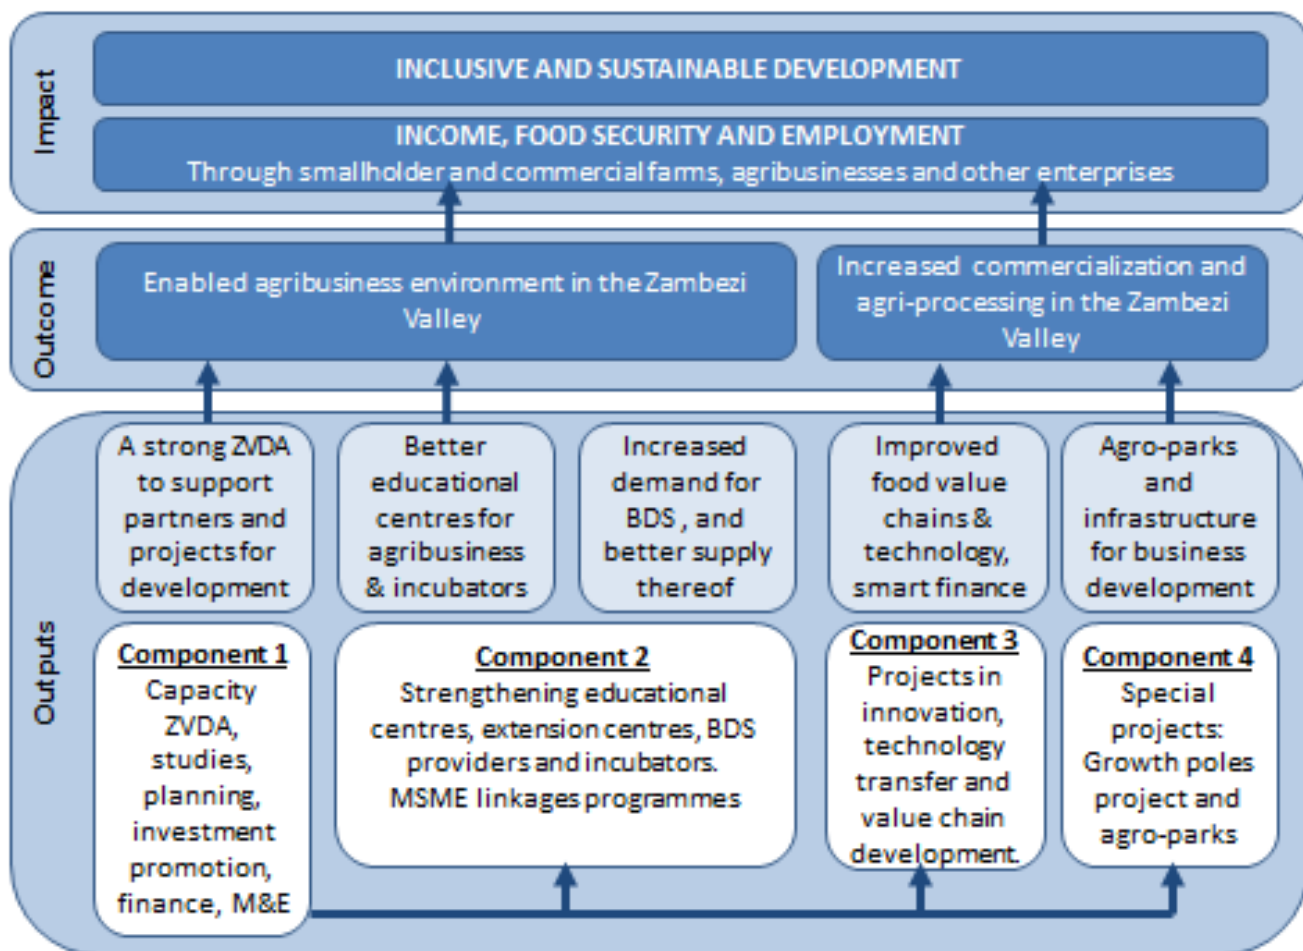 Impact
INCLUSIVE AND SUSTAINABLE DEVELOPMENT
INCOME, FOOD SECURITY AND EMPLOYMENT
Through smallholder and commercial farms, agribusinesses and other enterprises
Outcome
Enabled agribusiness environment in the Zambezi
Valley
Increased commercialization and
agri-processing in the Zambezi
Valley
Outputs
A strong ZVDA
to support
partners and
projects for
development
Better
educational
centres for
agribusiness
& incubators
Increased
demand for
BDS , and
better supply
thereof
Improved
food value
chains &
technology,
smart finance
Agro-parks
and
infrastructure
for business
development
Component 1
Capacity
ZVDA,
studies,
planning,
investment
promotion,
finance, M&E
Component 2
Strengthening educational
centres, extension centres, BDS
providers and incubators.
MSME linkages programmes
Component 3
Projects in
innovation,
technology
transfer and
value chain
development.
Component 4
Special
projects:
Growth poles
project and
agro-parks